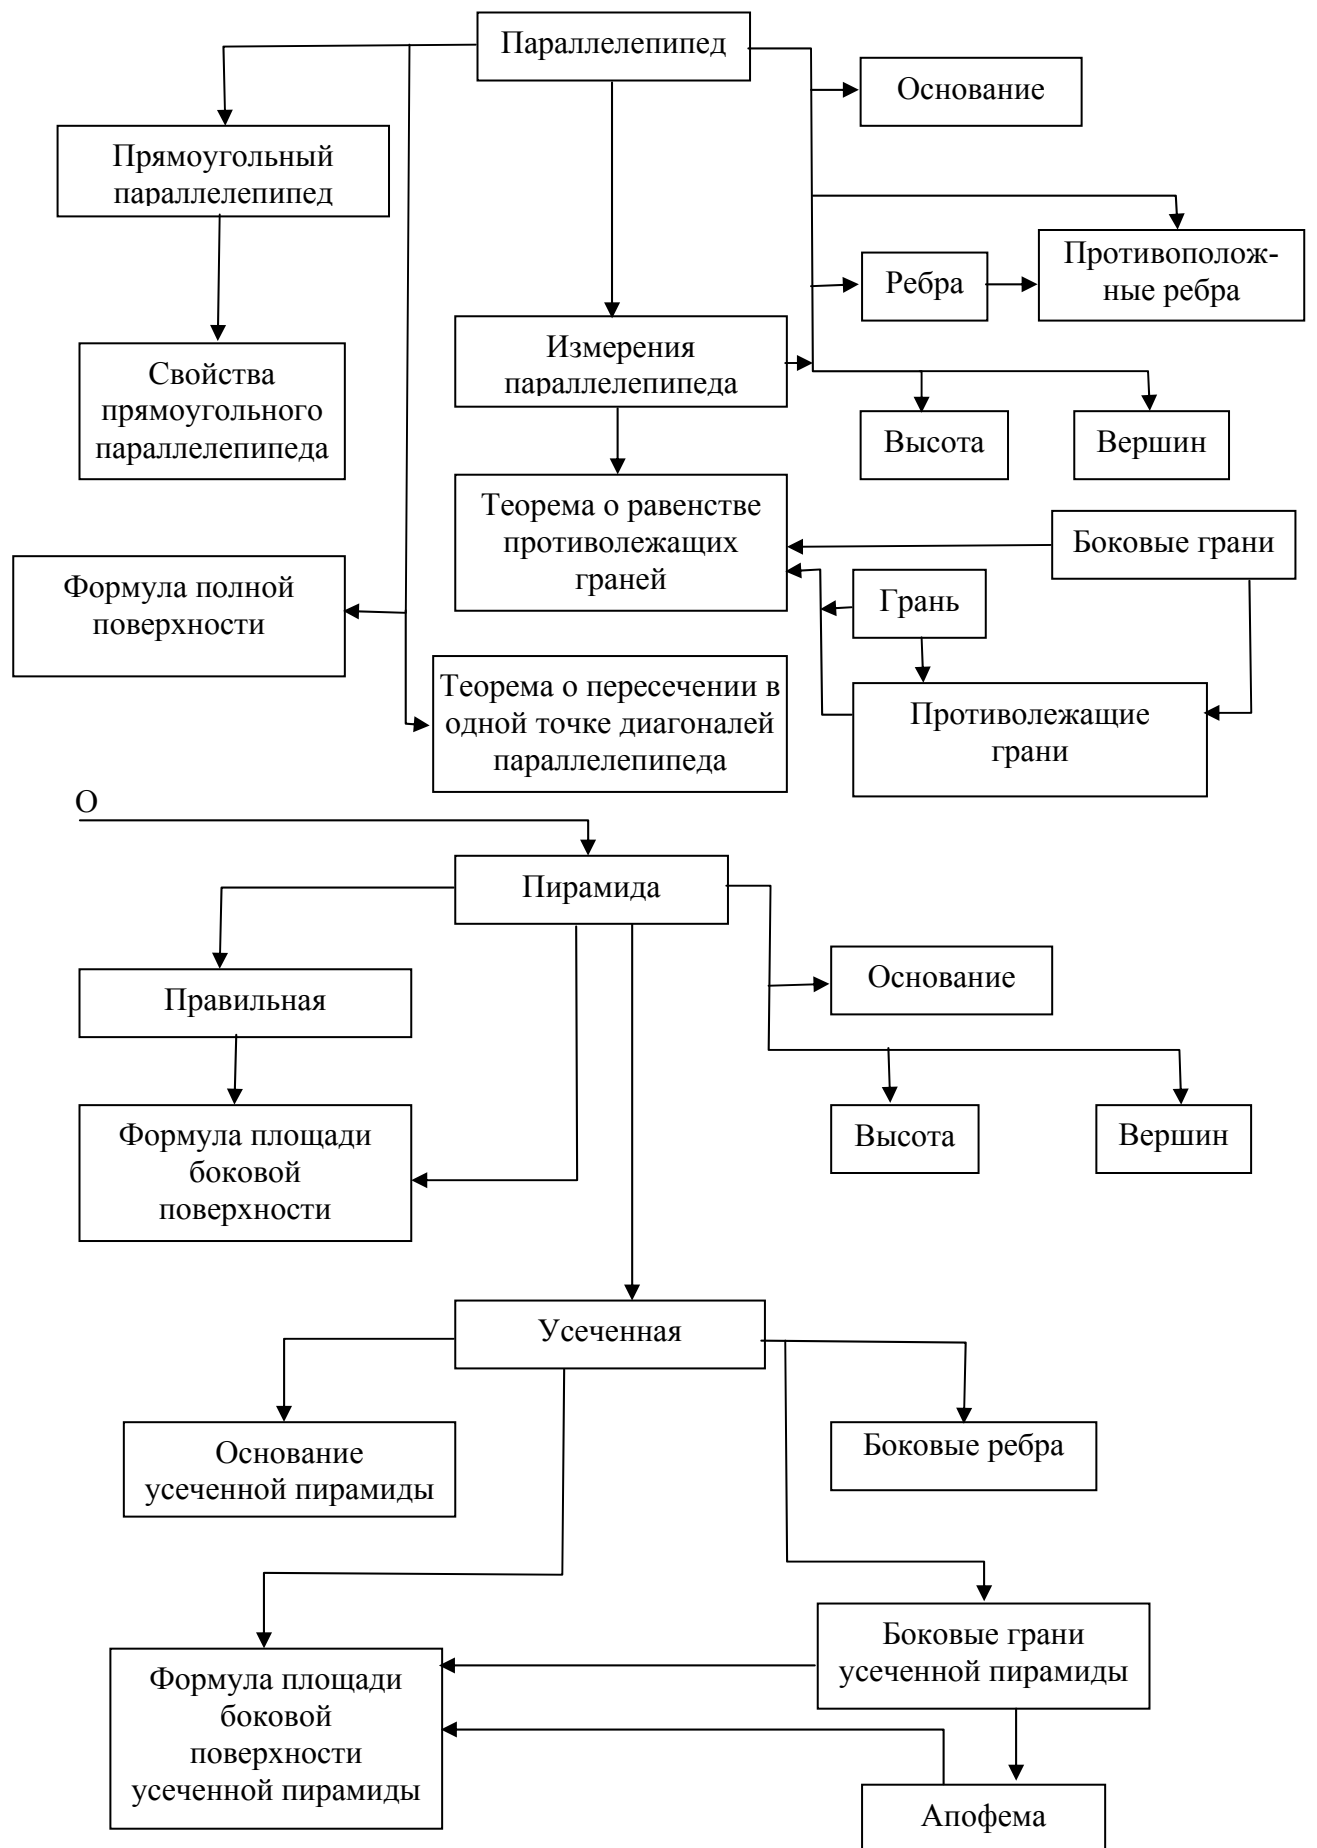 Параллелепипед
Основание
Прямоугольный
параллелепипед
Противополож-
ные ребра
Ребра
Измерения
параллелепипеда
Свойства
прямоугольного
параллелепипеда
Высота
Вершин
Теорема о равенстве
противолежащих
граней
Боковые грани
Формула полной
поверхности
Грань
Теорема о пересечении в
одной точке диагоналей
параллелепипеда
Противолежащие
грани
О
Пирамида
Основание
Правильная
Высота
Вершин
Формула площади
боковой
поверхности
Усеченная
Основание
усеченной пирамиды
Боковые ребра
Боковые грани
усеченной пирамиды
Формула площади
боковой
поверхности
усеченной пирамиды
Апофема